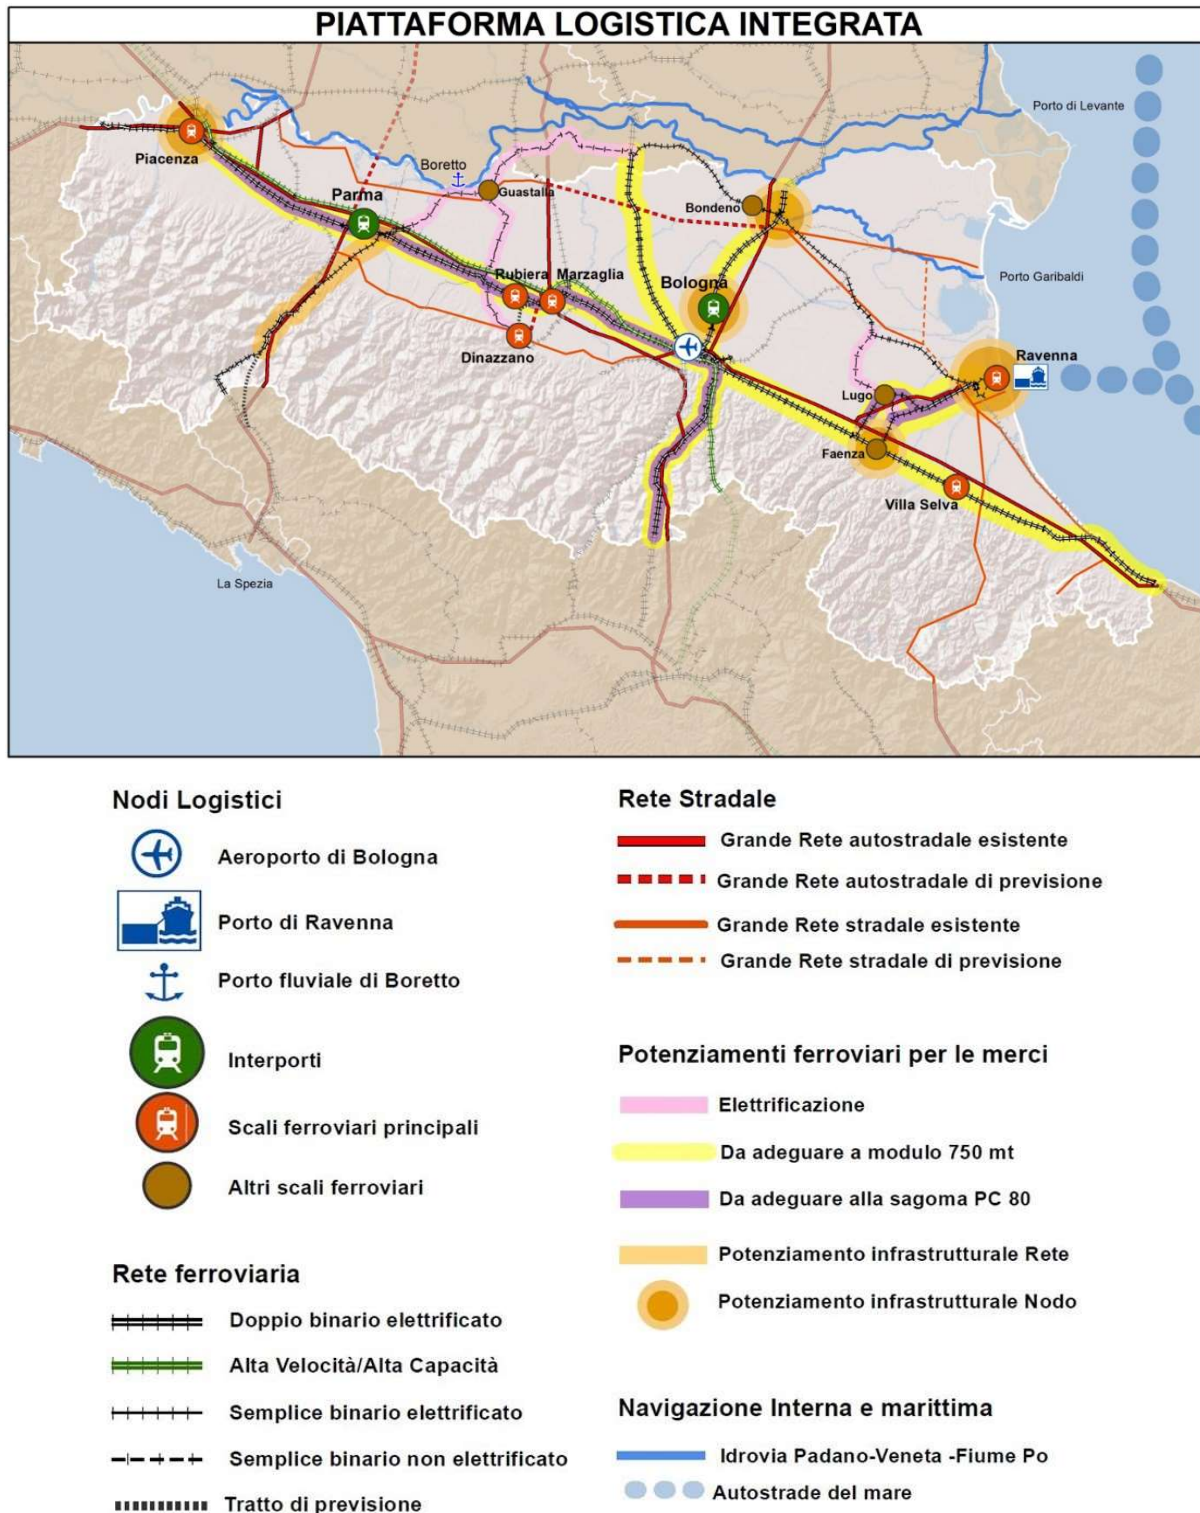 PIATTAFORMA LOGISTICA INTEGRATA
Porto di Levante
Piacenza
Boretto
Parma
Guastalla
Bondeno
Rubiera
Marzaglia
Bologna
Porto Garibaldi
Dinazzano
Ravenna
Lugo
Faenza
Villa Selva
La Spezia
Nodi Logistici
Aeroporto di Bologna
Porto di Ravenna
Porto fluviale di Boretto
Interporti
Scali ferroviari principali
Altri scali ferroviari
Rete ferroviaria
Doppio binario elettrificato
Alta Velocità/Alta Capacità
Semplice binario elettrificato
Semplice binario non elettrificato
Tratto di previsione
Rete Stradale
Grande Rete autostradale esistente
Grande Rete autostradale di previsione
Grande Rete stradale esistente
Grande Rete stradale di previsione
Potenziamenti ferroviari per le merci
Elettrificazione
Da adeguare a modulo 750 mt
Da adeguare alla sagoma PC 80
Potenziamento infrastrutturale Rete
Potenziamento infrastrutturale Nodo
Navigazione Interna e marittima
Idrovia Padano-Veneta -Fiume Po
Autostrade del mare